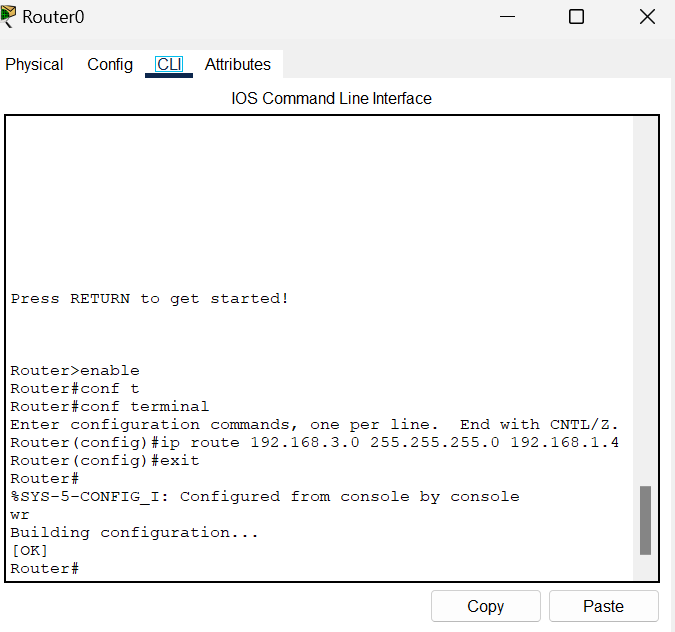 Router0
Physical Config CLI Attributes
IOS Command Line Interface
Press RETURN to get started!
Router>enable
Router#conf t
Router#conf terminal
Enter configuration commands, one per line.  End with CNTL/Z.
Router(config)#ip route 192.168.3.0 255.255.255.0 192.168.1.4
Router(config)#exit
Router#
%SYS-5-CONFIG_I: Configured from console by console
wr
Building configuration...
[OK]
Router#
Copy Paste